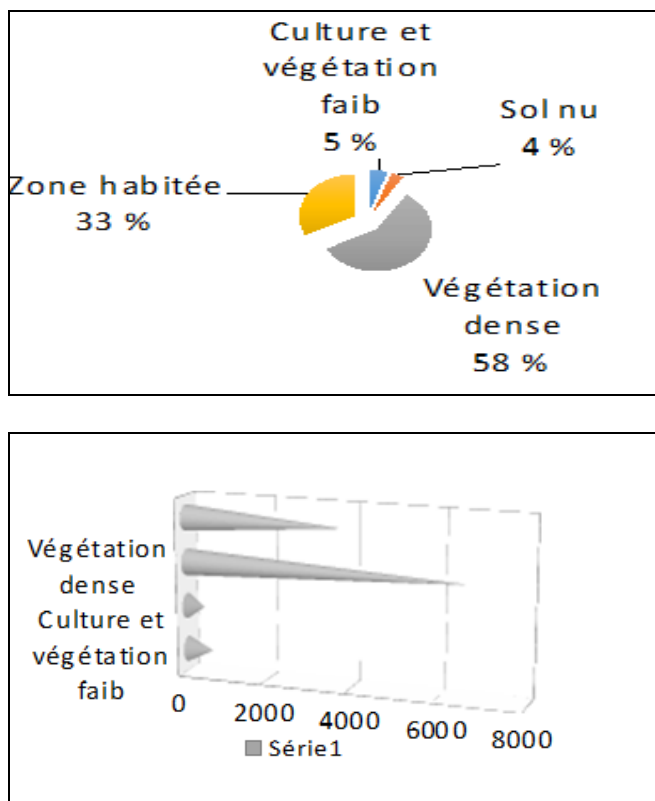 Culture et
végétation
faib
5 %
Sol nu
4 %
Zone habitée
33 %
Végétation
dense
58 %
Végétation
dense
Culture et
végétation
faib
0
2000
4000
6000
8000
Série1